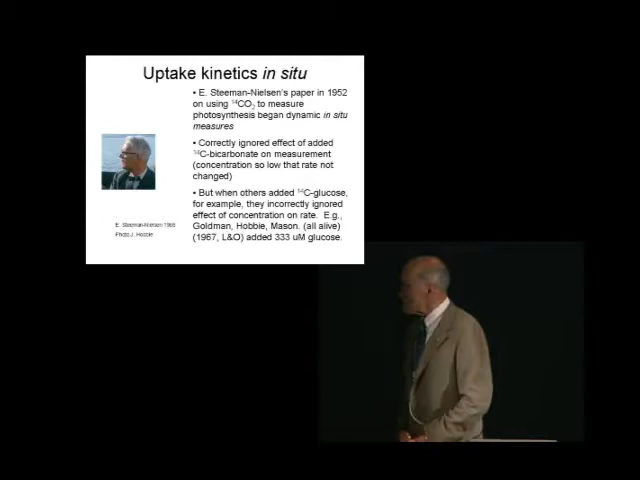 Uptake kinetics in situ
• E. Steeman-Nielsen's paper in 1952
on using ¹⁴CO₂ to measure
photosynthesis began dynamic in situ
measures
• Correctly ignored effect of added
¹⁴C-bicarbonate on measurement
(concentration so low that rate not
changed)
• But when others added ¹⁴C-glucose,
for example, they incorrectly ignored
effect of concentration on rate. E.g.,
Goldman, Hobbie, Mason. (all alive)
(1967, L&O) added 333 uM glucose
E. Steeman-Nielsen
Photo J. Hobbie